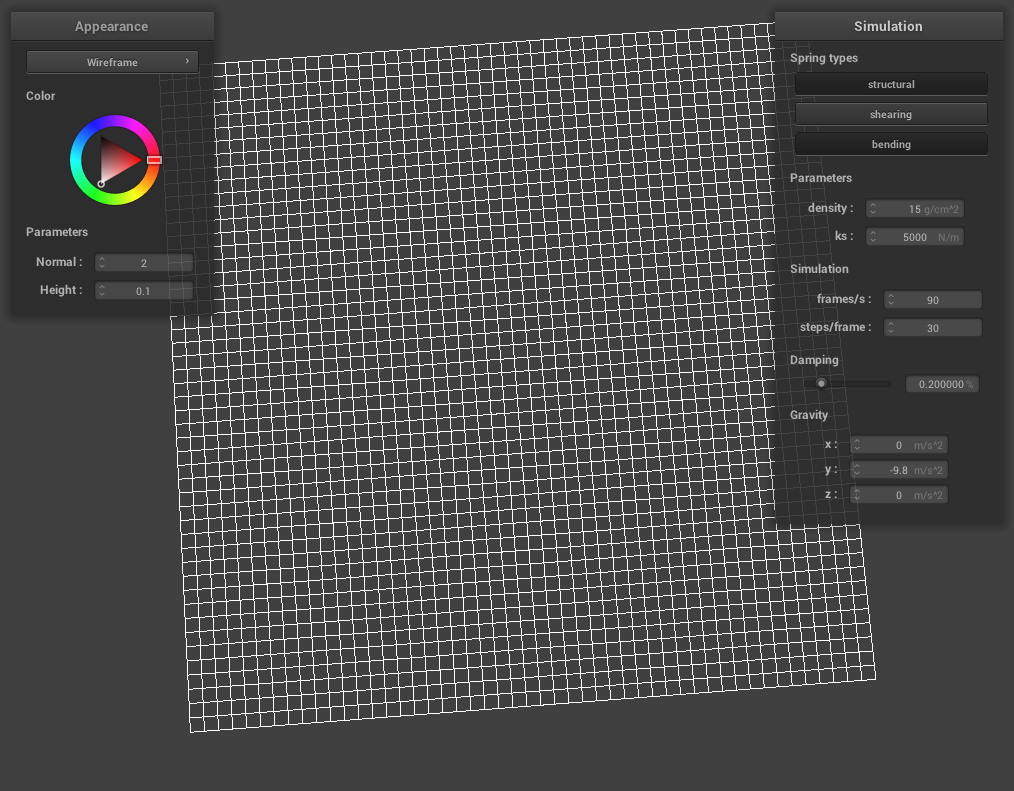 Appearance
Wireframe ›
Color
Parameters
Normal : 2
Height : 0.1
Simulation
Spring types
structural
shearing
bending
Parameters
density : 15 g/cm^2
ks : 5000 N/m
Simulation
frames/s : 90
steps/frame : 30
Damping
0.200000 %
Gravity
x : 0 m/s^2
y : -9.8 m/s^2
z : 0 m/s^2